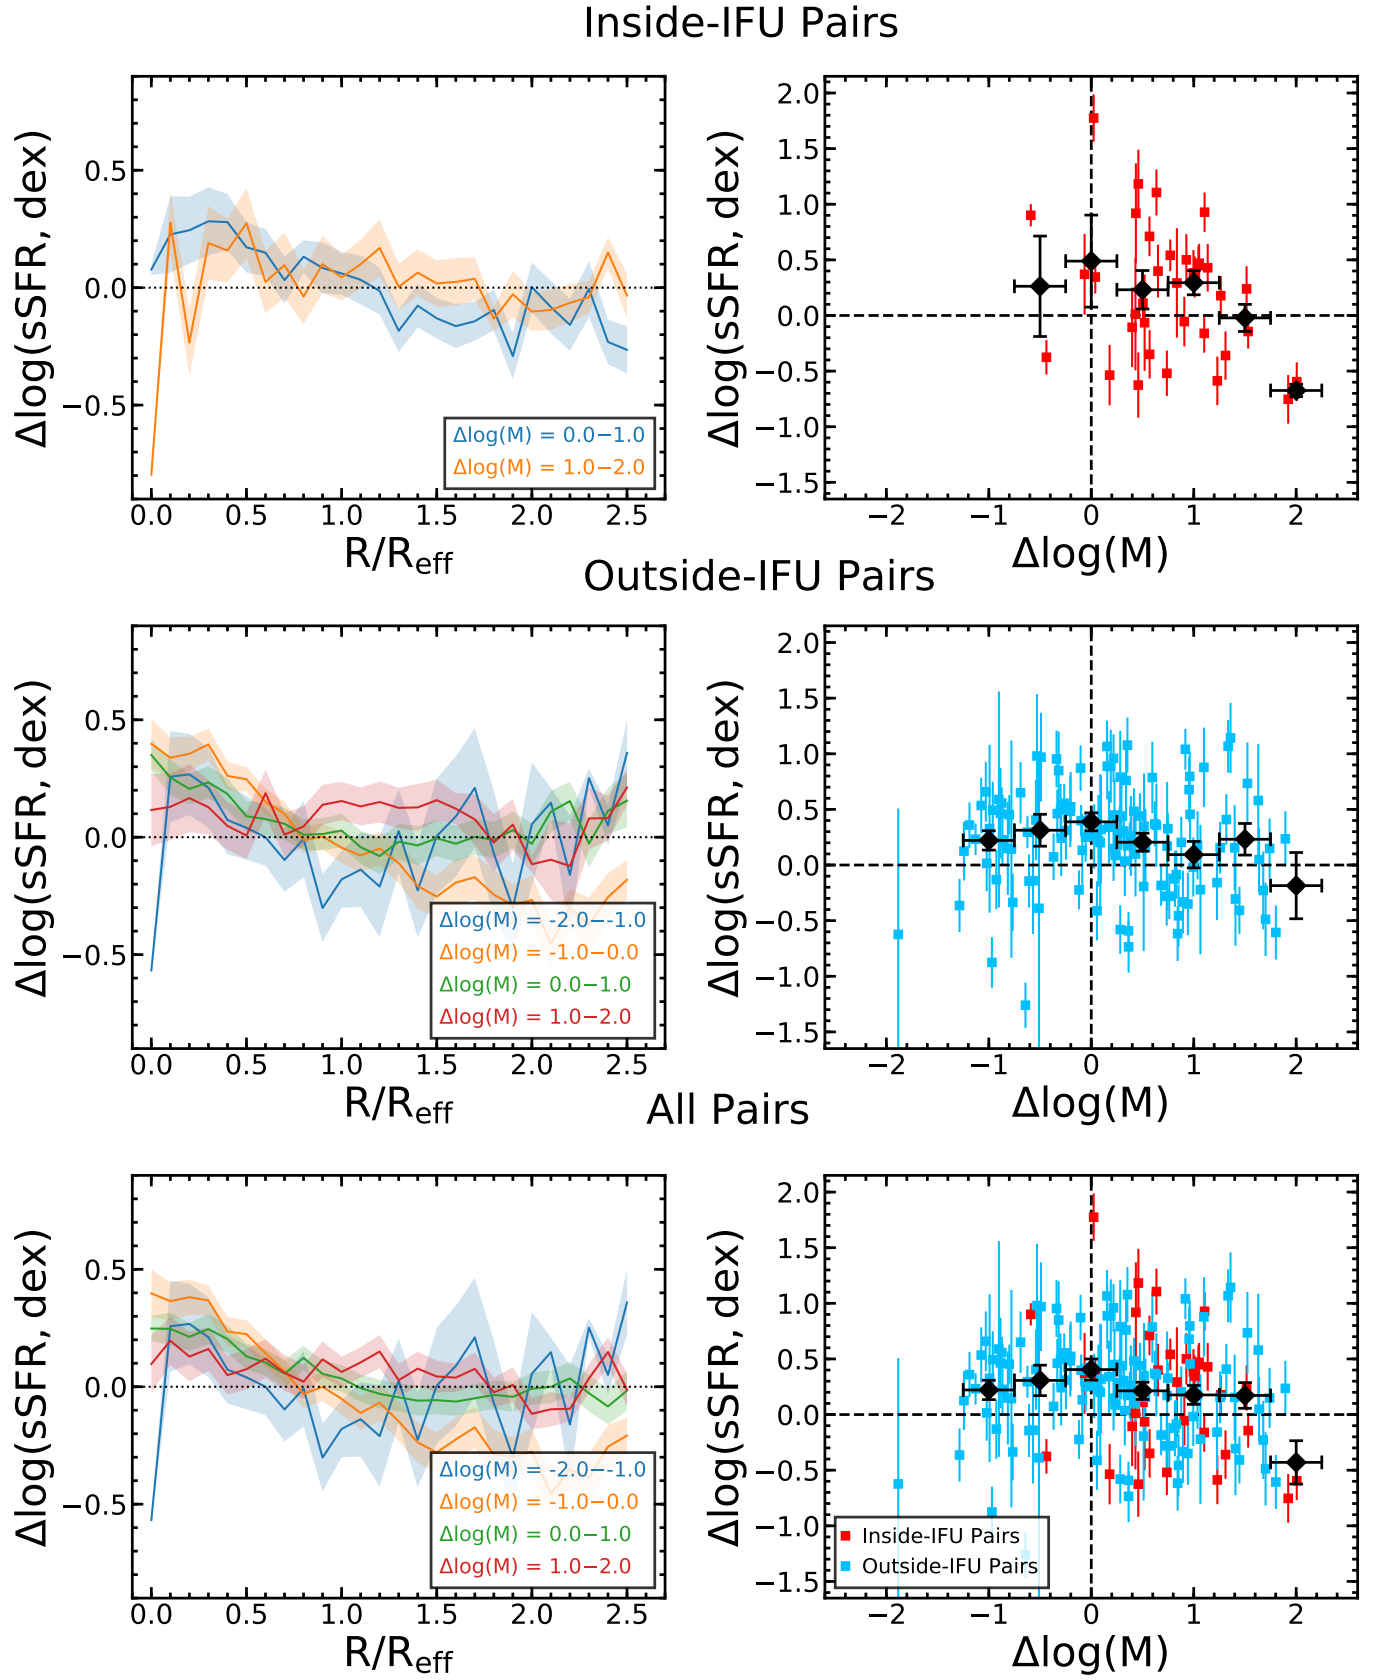 Inside-IFU Pairs
Δlog(sSFR, dex)
0.5
0.0
−0.5
Δlog(M) = 0.0−1.0
Δlog(M) = 1.0−2.0
0.0 0.5 1.0 1.5 2.0 2.5
R/Reff
Δlog(sSFR, dex)
2.0
1.5
1.0
0.5
0.0
−0.5
−1.0
−1.5
−2 −1 0 1 2
Δlog(M)
Outside-IFU Pairs
Δlog(sSFR, dex)
0.5
0.0
−0.5
Δlog(M) = -2.0−-1.0
Δlog(M) = -1.0−0.0
Δlog(M) = 0.0−1.0
Δlog(M) = 1.0−2.0
0.0 0.5 1.0 1.5 2.0 2.5
R/Reff
Δlog(sSFR, dex)
2.0
1.5
1.0
0.5
0.0
−0.5
−1.0
−1.5
−2 −1 0 1 2
Δlog(M)
All Pairs
Δlog(sSFR, dex)
0.5
0.0
−0.5
Δlog(M) = -2.0−-1.0
Δlog(M) = -1.0−0.0
Δlog(M) = 0.0−1.0
Δlog(M) = 1.0−2.0
0.0 0.5 1.0 1.5 2.0 2.5
R/Reff
Δlog(sSFR, dex)
2.0
1.5
1.0
0.5
0.0
−0.5
−1.0
−1.5
Inside-IFU Pairs
Outside-IFU Pairs
−2 −1 0 1 2
Δlog(M)